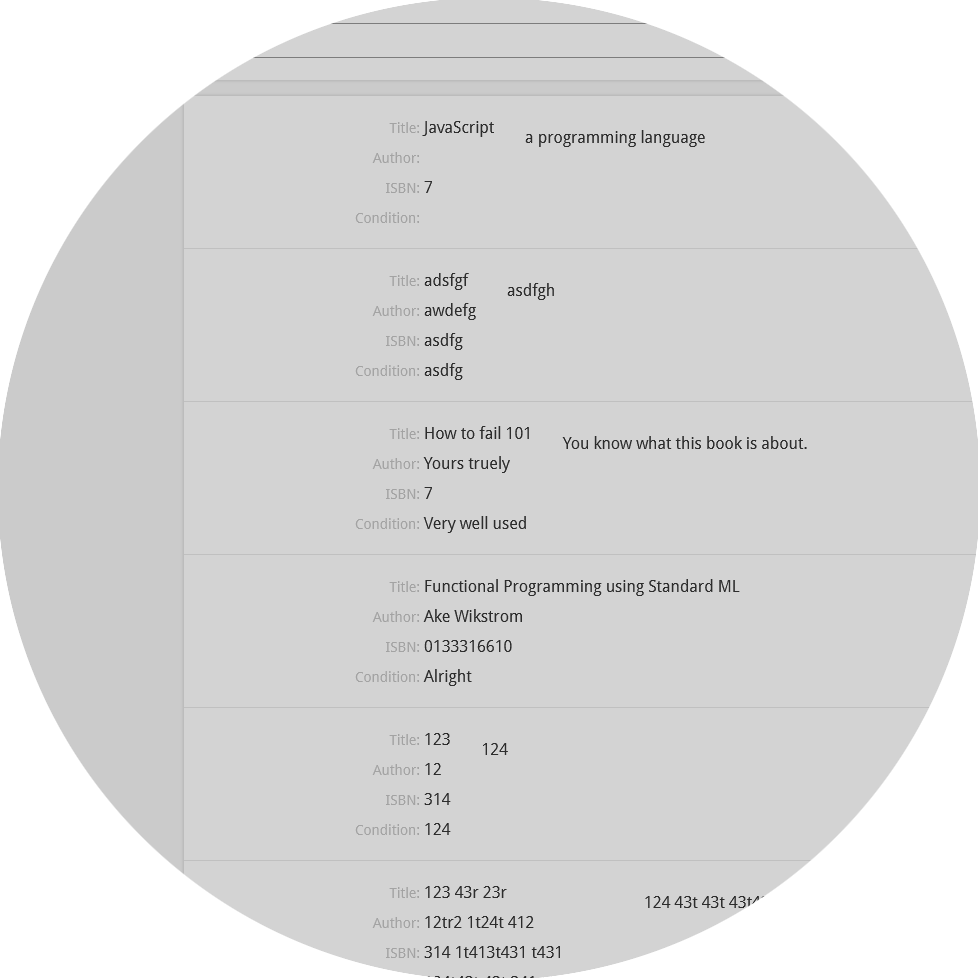 Title: JavaScript
a programming language
Author:
ISBN: 7
Condition:
Title: adsfgf
asdfgh
Author: awdefg
ISBN: asdfg
Condition: asdfg
Title: How to fail 101
You know what this book is about.
Author: Yours truely
ISBN: 7
Condition: Very well used
Title: Functional Programming using Standard ML
Author: Ake Wikstrom
ISBN: 0133316610
Condition: Alright
Title: 123
124
Author: 12
ISBN: 314
Condition: 124
Title: 123 43r 23r
124 43t 43t
Author: 12tr2 1t24t 412
ISBN: 314 1t413t431 t431